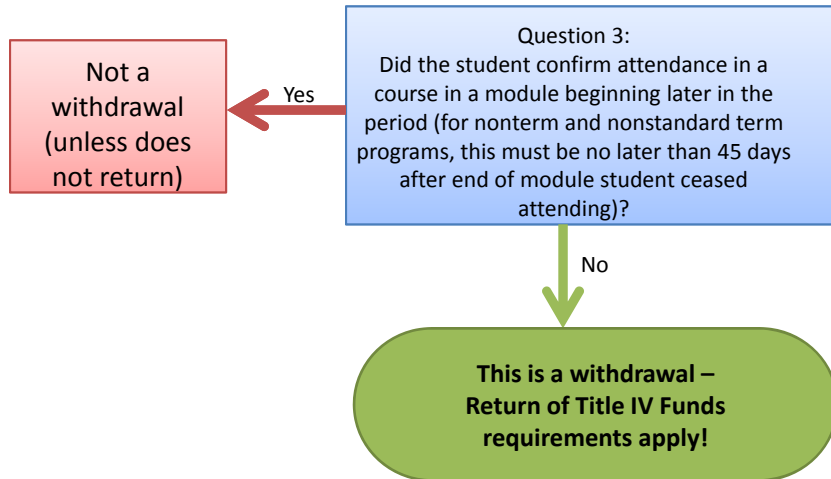 Question 3:
Did the student confirm attendance in a
course in a module beginning later in the
period (for nonterm and nonstandard term
programs, this must be no later than 45 days
after end of module student ceased
attending)?
Yes
Not a
withdrawal
(unless does
not return)
No
This is a withdrawal –
Return of Title IV Funds
requirements apply!